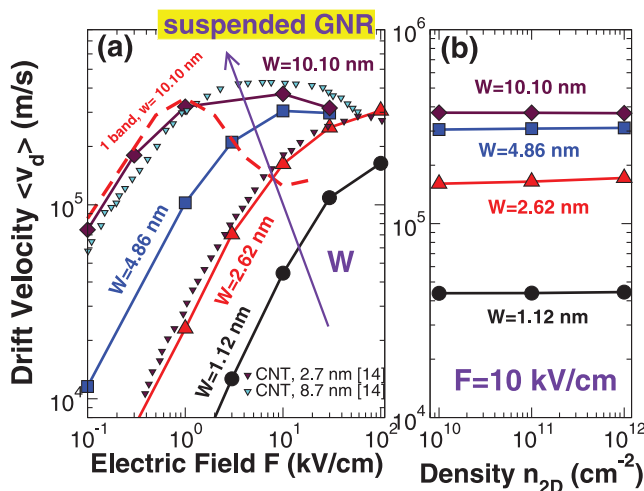 suspended GNR
(a)
W=10.10 nm
1 band, w= 10.10 nm
W=4.86 nm
W=2.62 nm
W=1.12 nm
W
CNT, 2.7 nm [14]
CNT, 8.7 nm [14]
Drift Velocity <v_d> (m/s)
10^5
10^4
10^-1 10^0 10^1 10^2
Electric Field F (kV/cm)
(b)
W=10.10 nm
W=4.86 nm
W=2.62 nm
W=1.12 nm
F=10 kV/cm
10^6
10^5
10^4
10^10 10^11 10^12
Density n_2D (cm^-2)